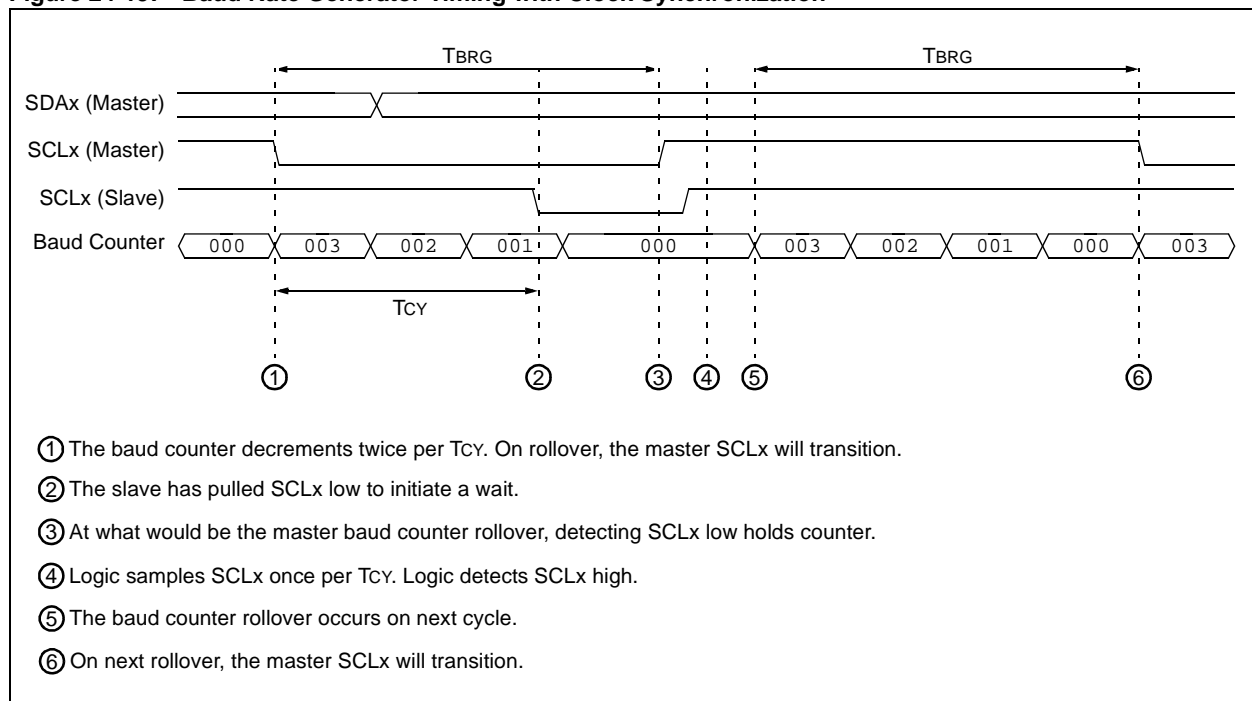 Baud Rate Generator Timing with Clock Synchronization
TBRG TBRG
SDAx (Master)
SCLx (Master)
SCLx (Slave)
Baud Counter 000 003 002 001 000 003 002 001 000 003
TCY
1 2 3 4 5 6
① The baud counter decrements twice per TCY. On rollover, the master SCLx will transition.
② The slave has pulled SCLx low to initiate a wait.
③ At what would be the master baud counter rollover, detecting SCLx low holds counter.
④ Logic samples SCLx once per TCY. Logic detects SCLx high.
⑤ The baud counter rollover occurs on next cycle.
⑥ On next rollover, the master SCLx will transition.